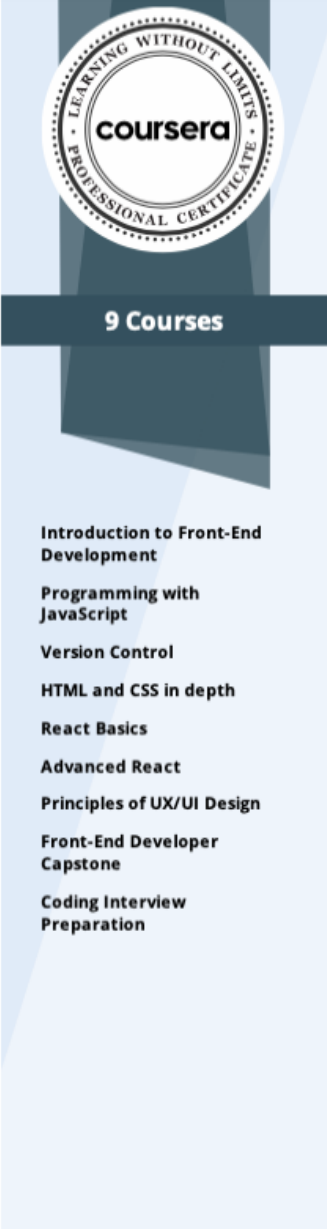 LEARNING WITHOUT LIMITS
coursera
PROFESSIONAL CERTIFICATE
9 Courses
Introduction to Front-End
Development
Programming with
JavaScript
Version Control
HTML and CSS in depth
React Basics
Advanced React
Principles of UX/UI Design
Front-End Developer
Capstone
Coding Interview
Preparation